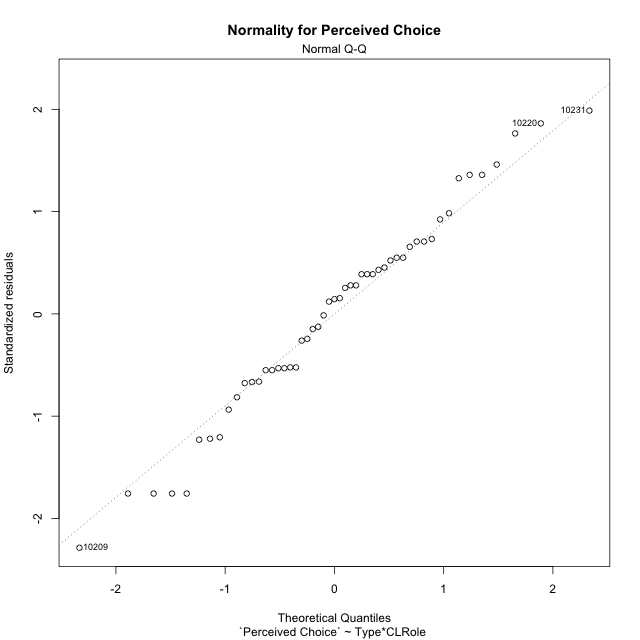 Normality for Perceived Choice
Normal Q-Q
2
1
0
-1
-2
Standardized residuals
10220
10231
10209
-2 -1 0 1 2
Theoretical Quantiles
`Perceived Choice` ~ Type*CLRole